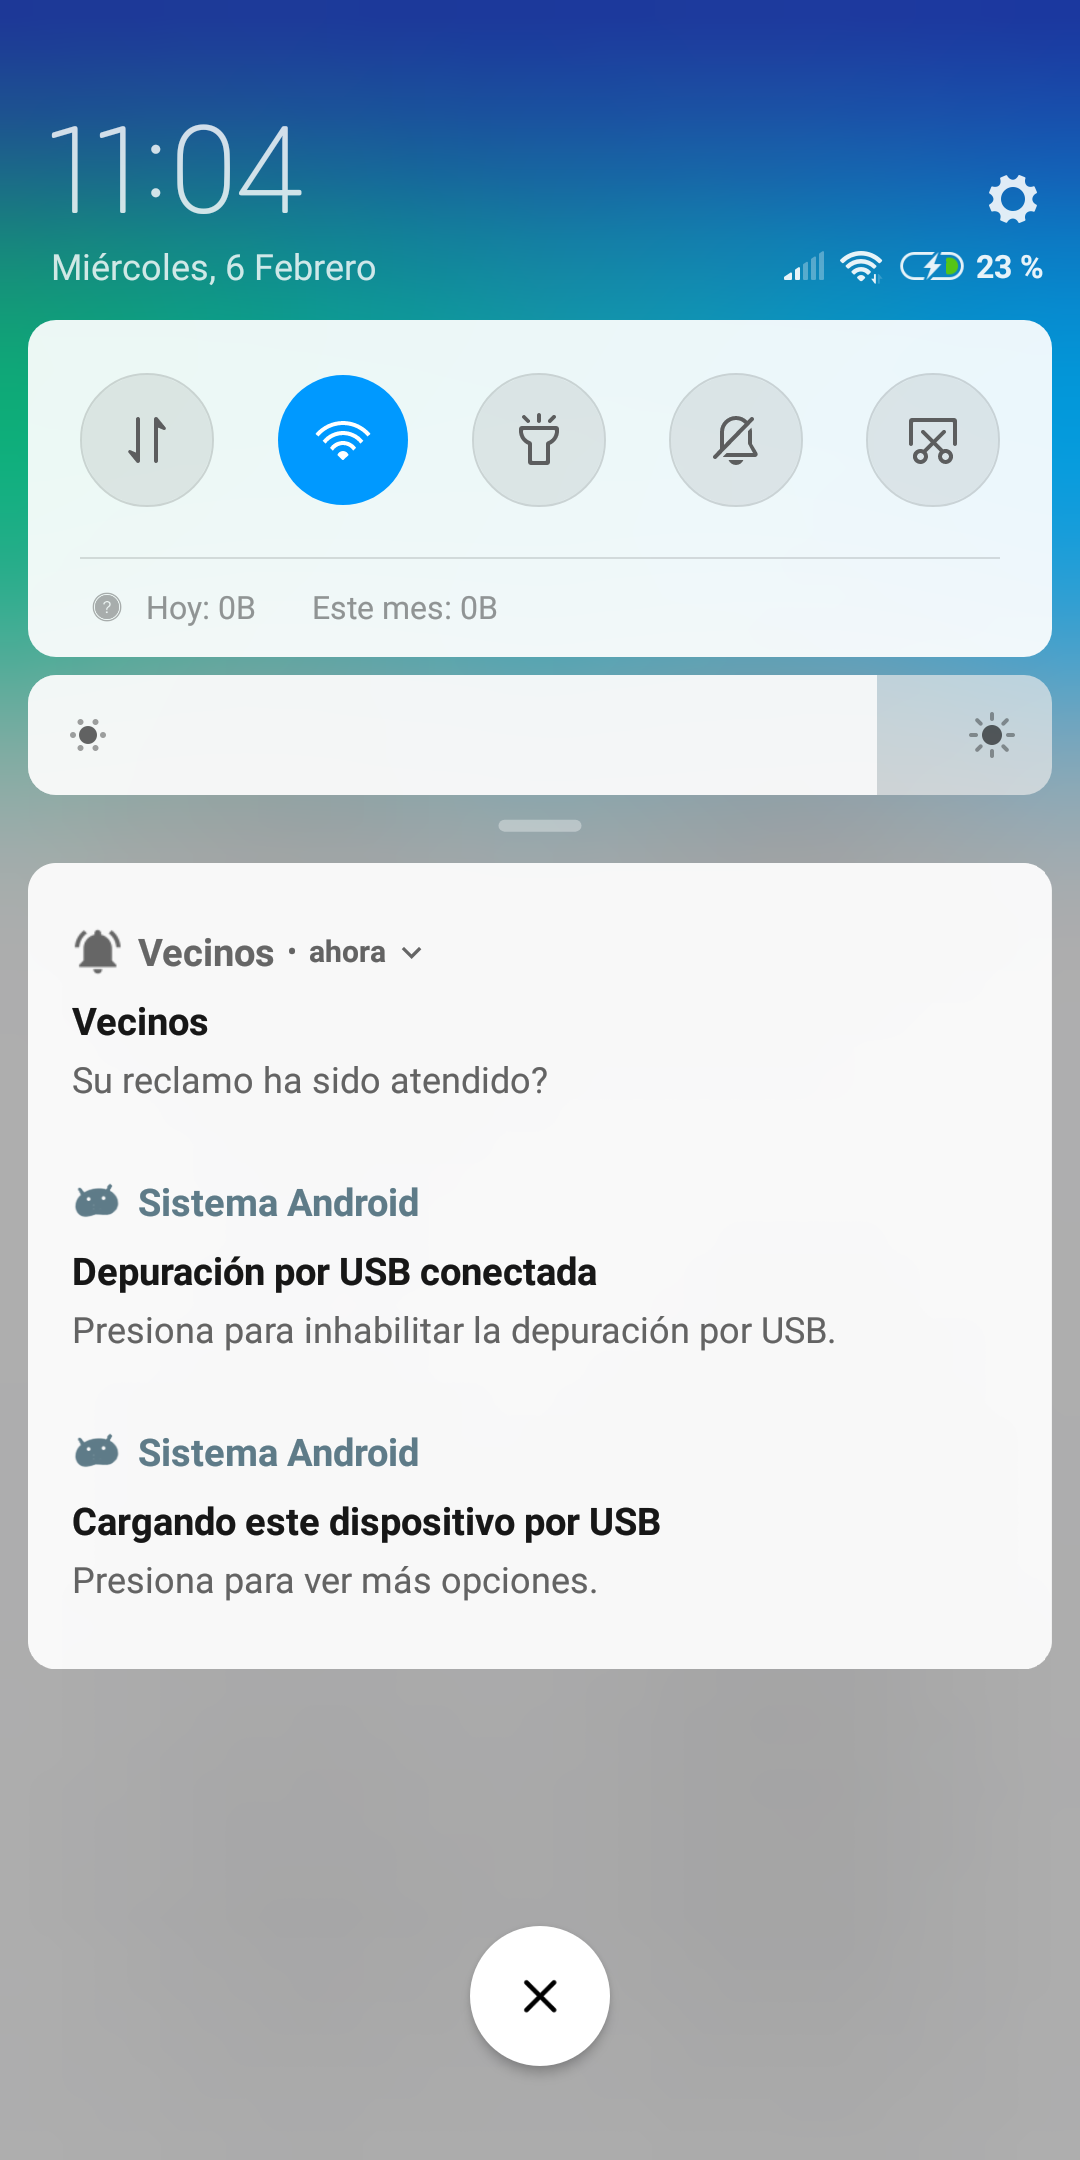 11:04
Miércoles, 6 Febrero
23 %
Hoy: 0B Este mes: 0B
Vecinos · ahora
Vecinos
Su reclamo ha sido atendido?
Sistema Android
Depuración por USB conectada
Presiona para inhabilitar la depuración por USB.
Sistema Android
Cargando este dispositivo por USB
Presiona para ver más opciones.